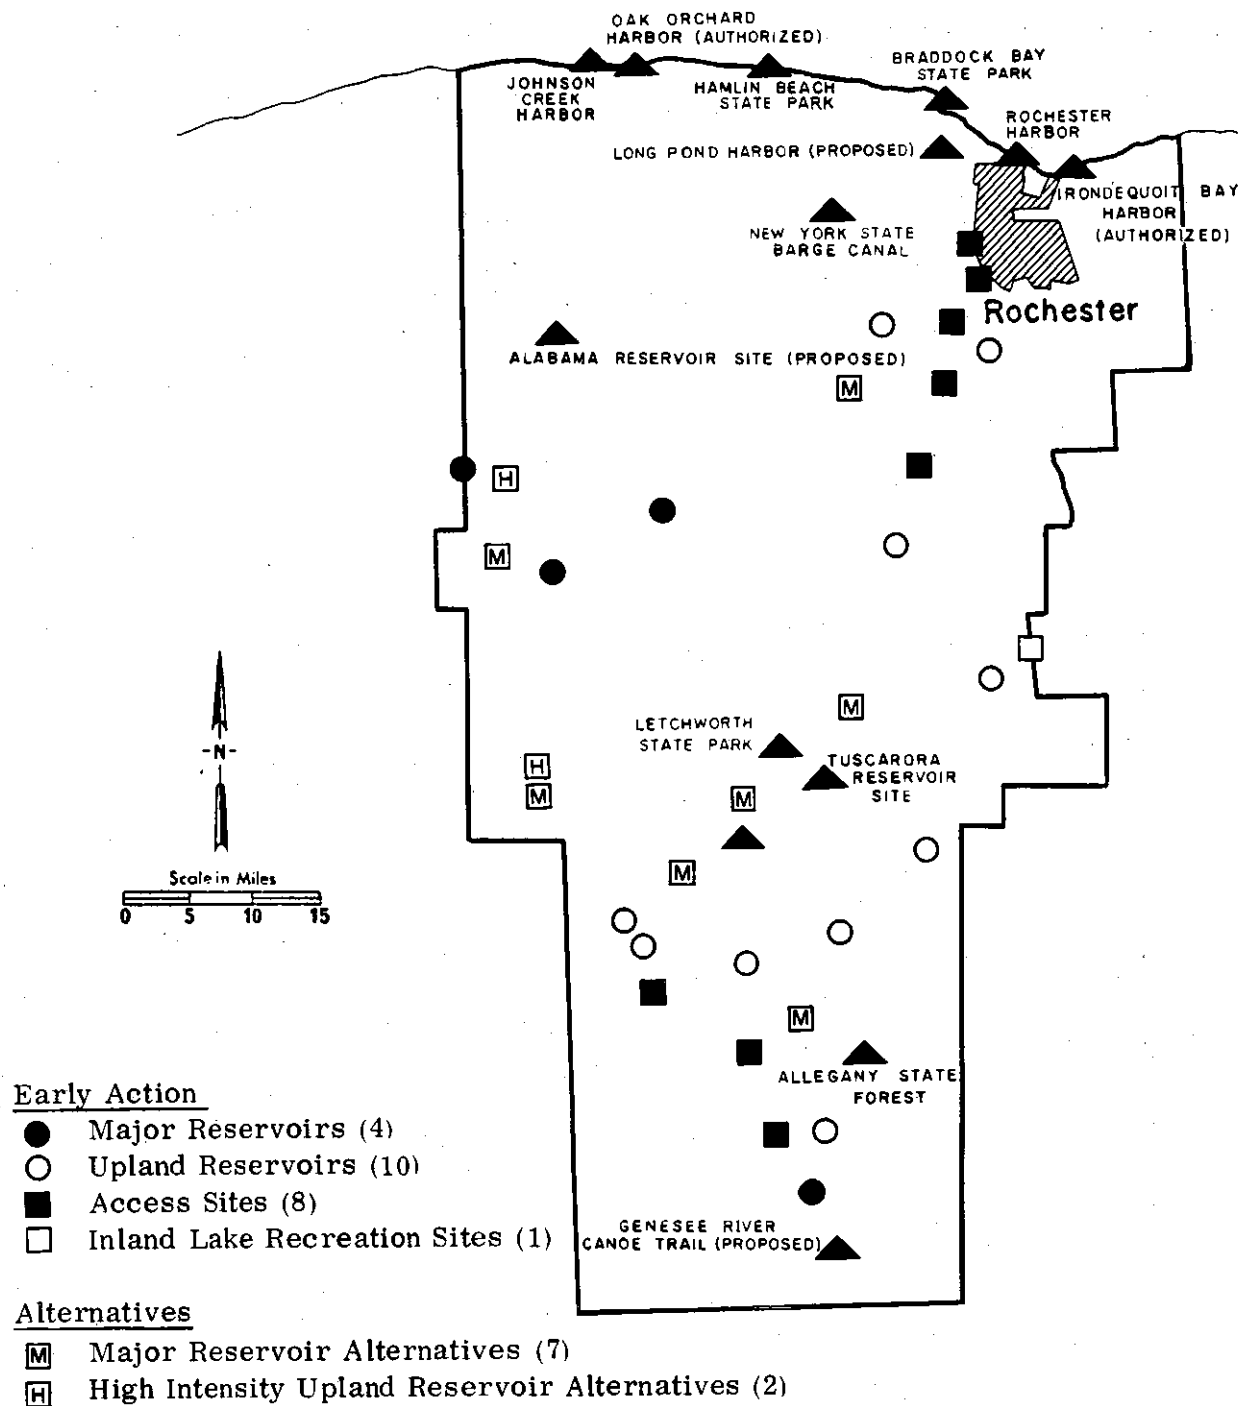 OAK ORCHARD
HARBOR (AUTHORIZED)
JOHNSON
CREEK
HARBOR
HAMLIN BEACH
STATE PARK
BRADDOCK BAY
STATE PARK
ROCHESTER
HARBOR
LONG POND HARBOR (PROPOSED)
IRONDEQUOIT BAY
HARBOR
(AUTHORIZED)
NEW YORK STATE
BARGE CANAL
Rochester
ALABAMA RESERVOIR SITE (PROPOSED)
M
H
M
M
LETCHWORTH
STATE PARK
TUSCARORA
RESERVOIR
SITE
H
M
M
M
M
-N-
Scale in Miles
0 5 10 15
ALLEGANY STATE
FOREST
GENESEE RIVER
CANOE TRAIL (PROPOSED)
Early Action
Major Reservoirs (4)
Upland Reservoirs (10)
Access Sites (8)
Inland Lake Recreation Sites (1)
Alternatives
M Major Reservoir Alternatives (7)
H High Intensity Upland Reservoir Alternatives (2)